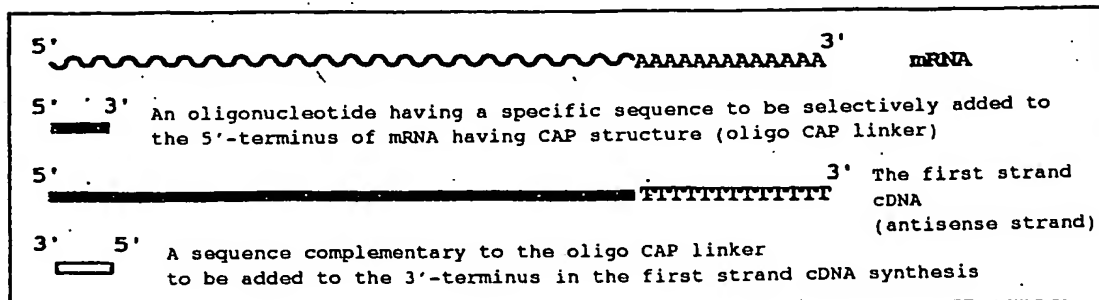 5' 3'
AAAAAAAAAAAAA mRNA
5' 3' An oligonucleotide having a specific sequence to be selectively added to
the 5'-terminus of mRNA having CAP structure (oligo CAP linker)
5' 3' The first strand
TTTTTTTTTTTTT cDNA
(antisense strand)
3' 5' A sequence complementary to the oligo CAP linker
to be added to the 3'-terminus in the first strand cDNA synthesis